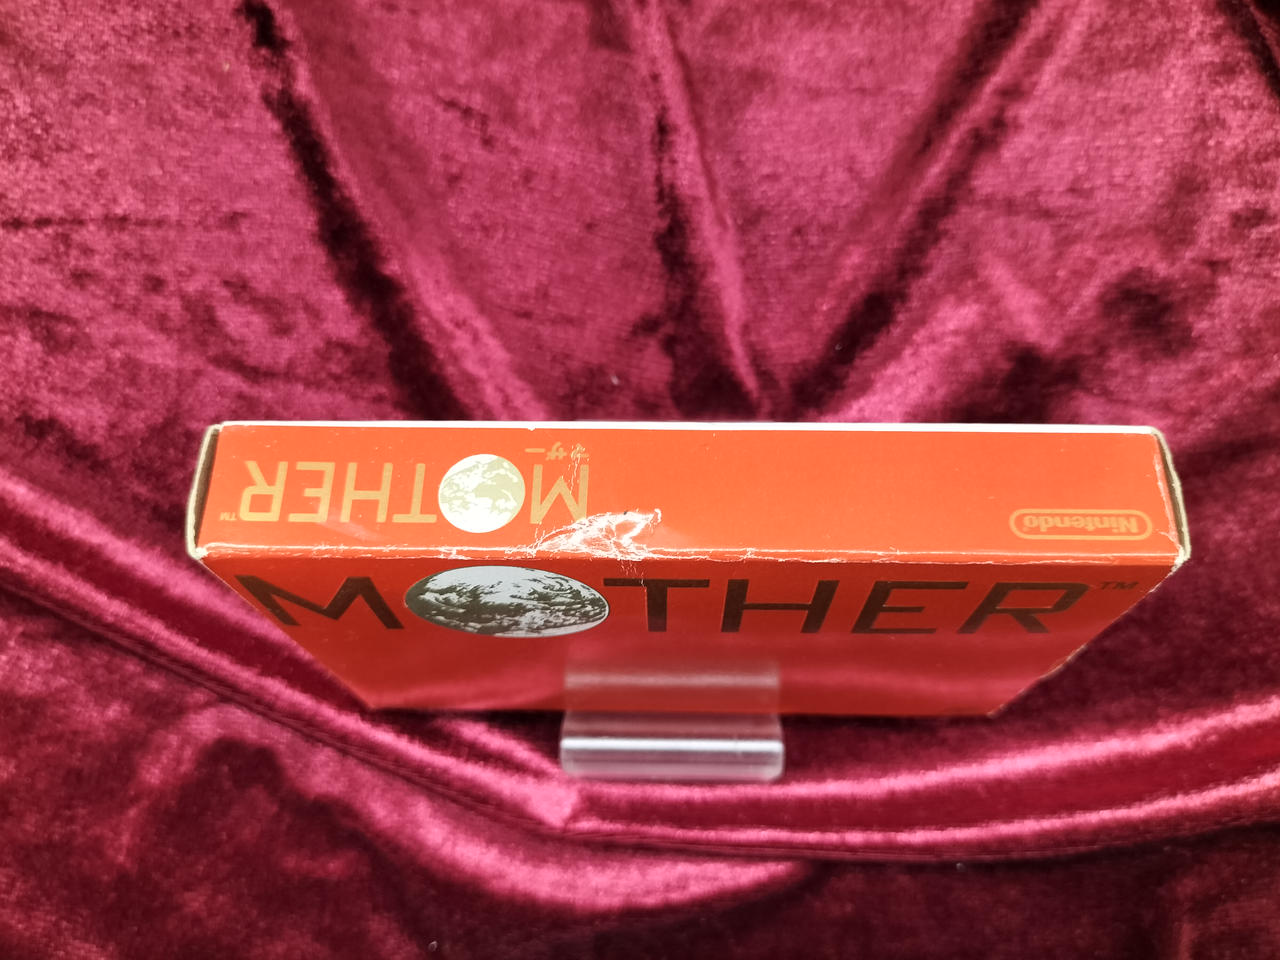 マザー
MOTHER™
Nintendo
MOTHER™